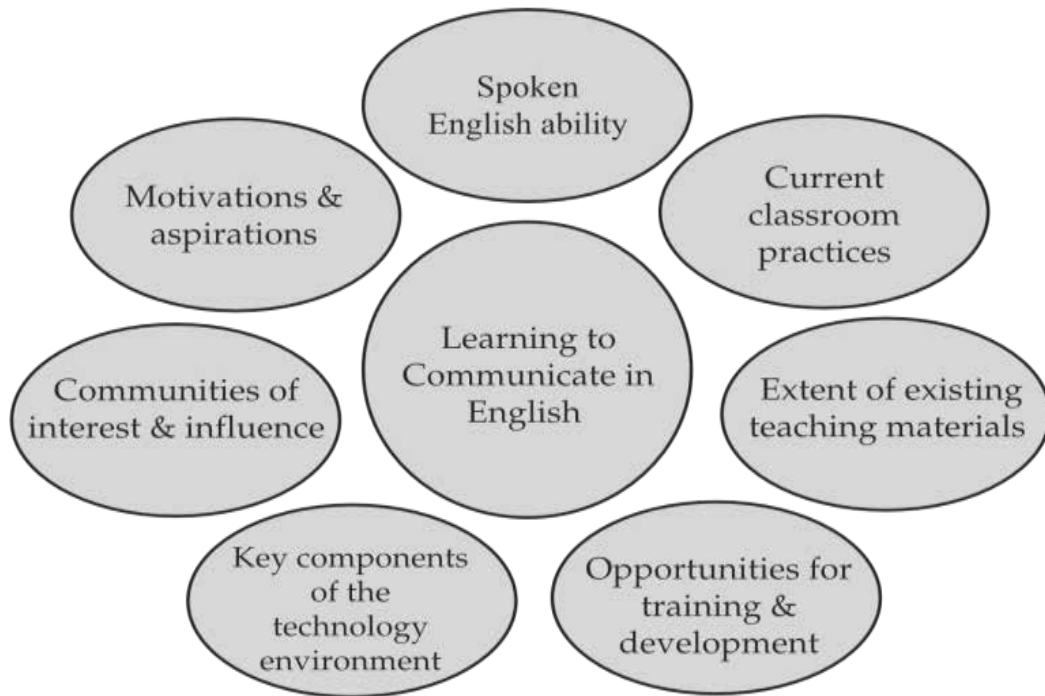 Spoken
English ability
Motivations &
aspirations
Current
classroom
practices
Learning to
Communicate in
English
Communities of
interest & influence
Extent of existing
teaching materials
Key components
of the
technology
environment
Opportunities for
training &
development